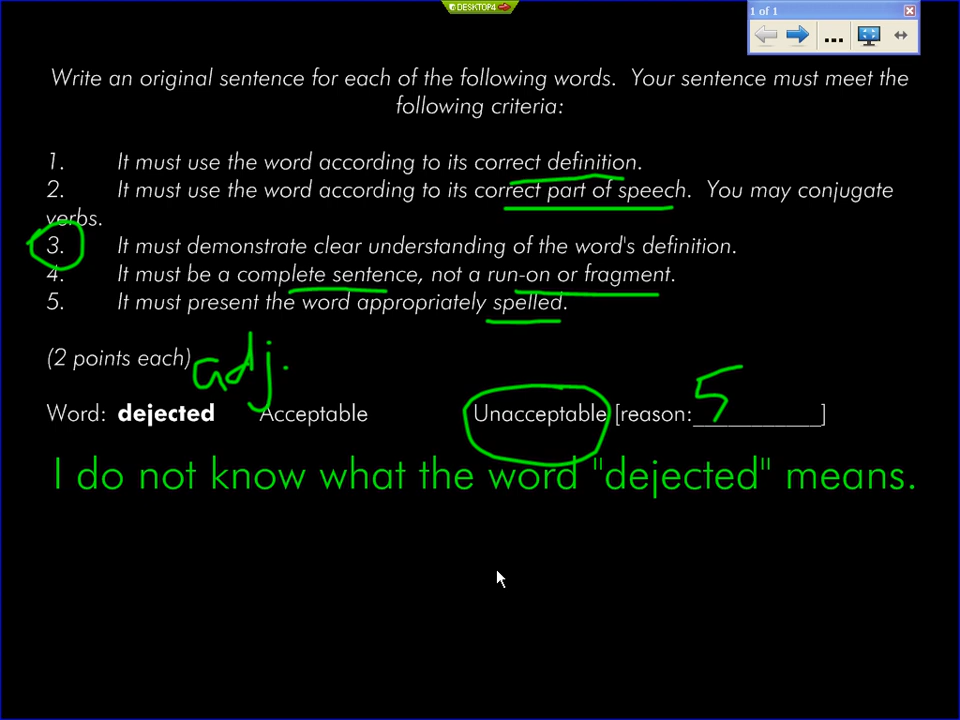 DESKTOP4
1 of 1
...
Write an original sentence for each of the following words.  Your sentence must meet the
following criteria:
1. It must use the word according to its correct definition.
2. It must use the word according to its correct part of speech.  You may conjugate
verbs.
3. It must demonstrate clear understanding of the word's definition.
4. It must be a complete sentence, not a run-on or fragment.
5. It must present the word appropriately spelled.
(2 points each) adj.
Word: dejected Acceptable Unacceptable [reason:___________] 5
I do not know what the word "dejected" means.